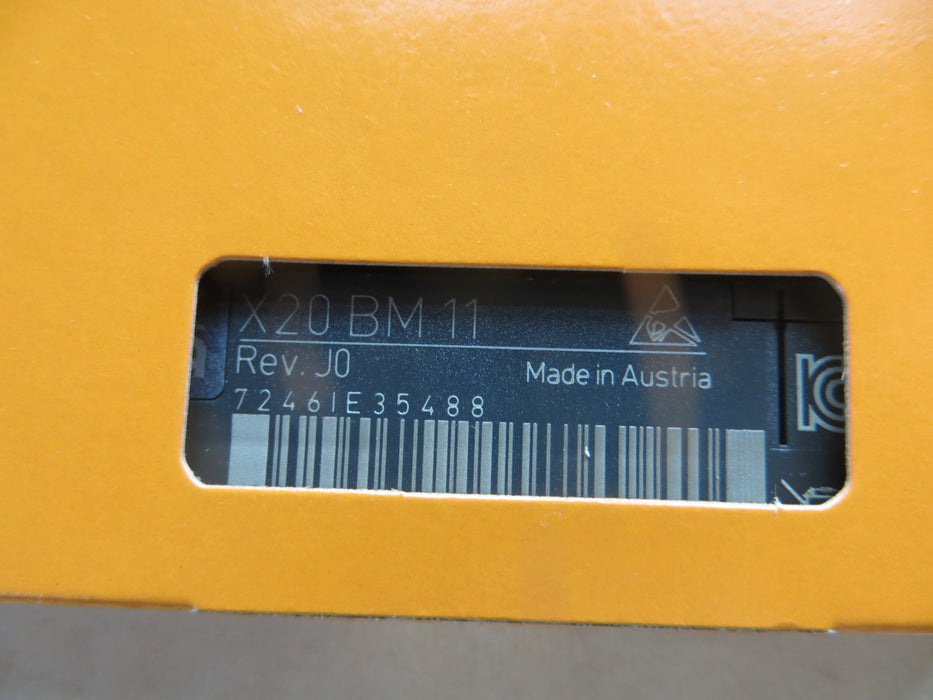 X20 BM 11
Rev. J0
Made in Austria
7246IE35488